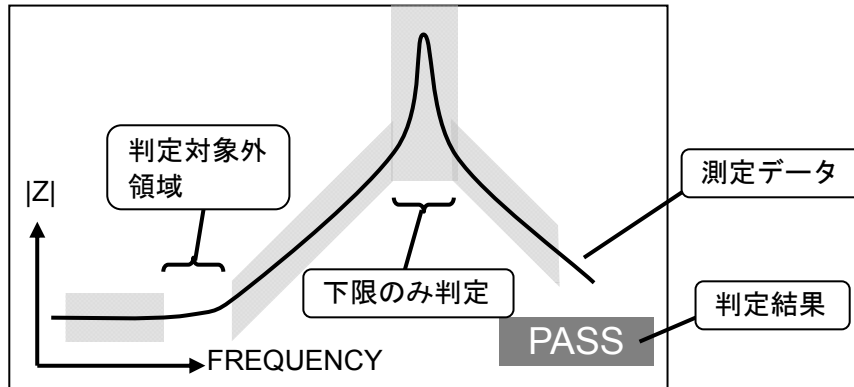 判定対象外
領域
|Z|
測定データ
下限のみ判定
判定結果
PASS
FREQUENCY